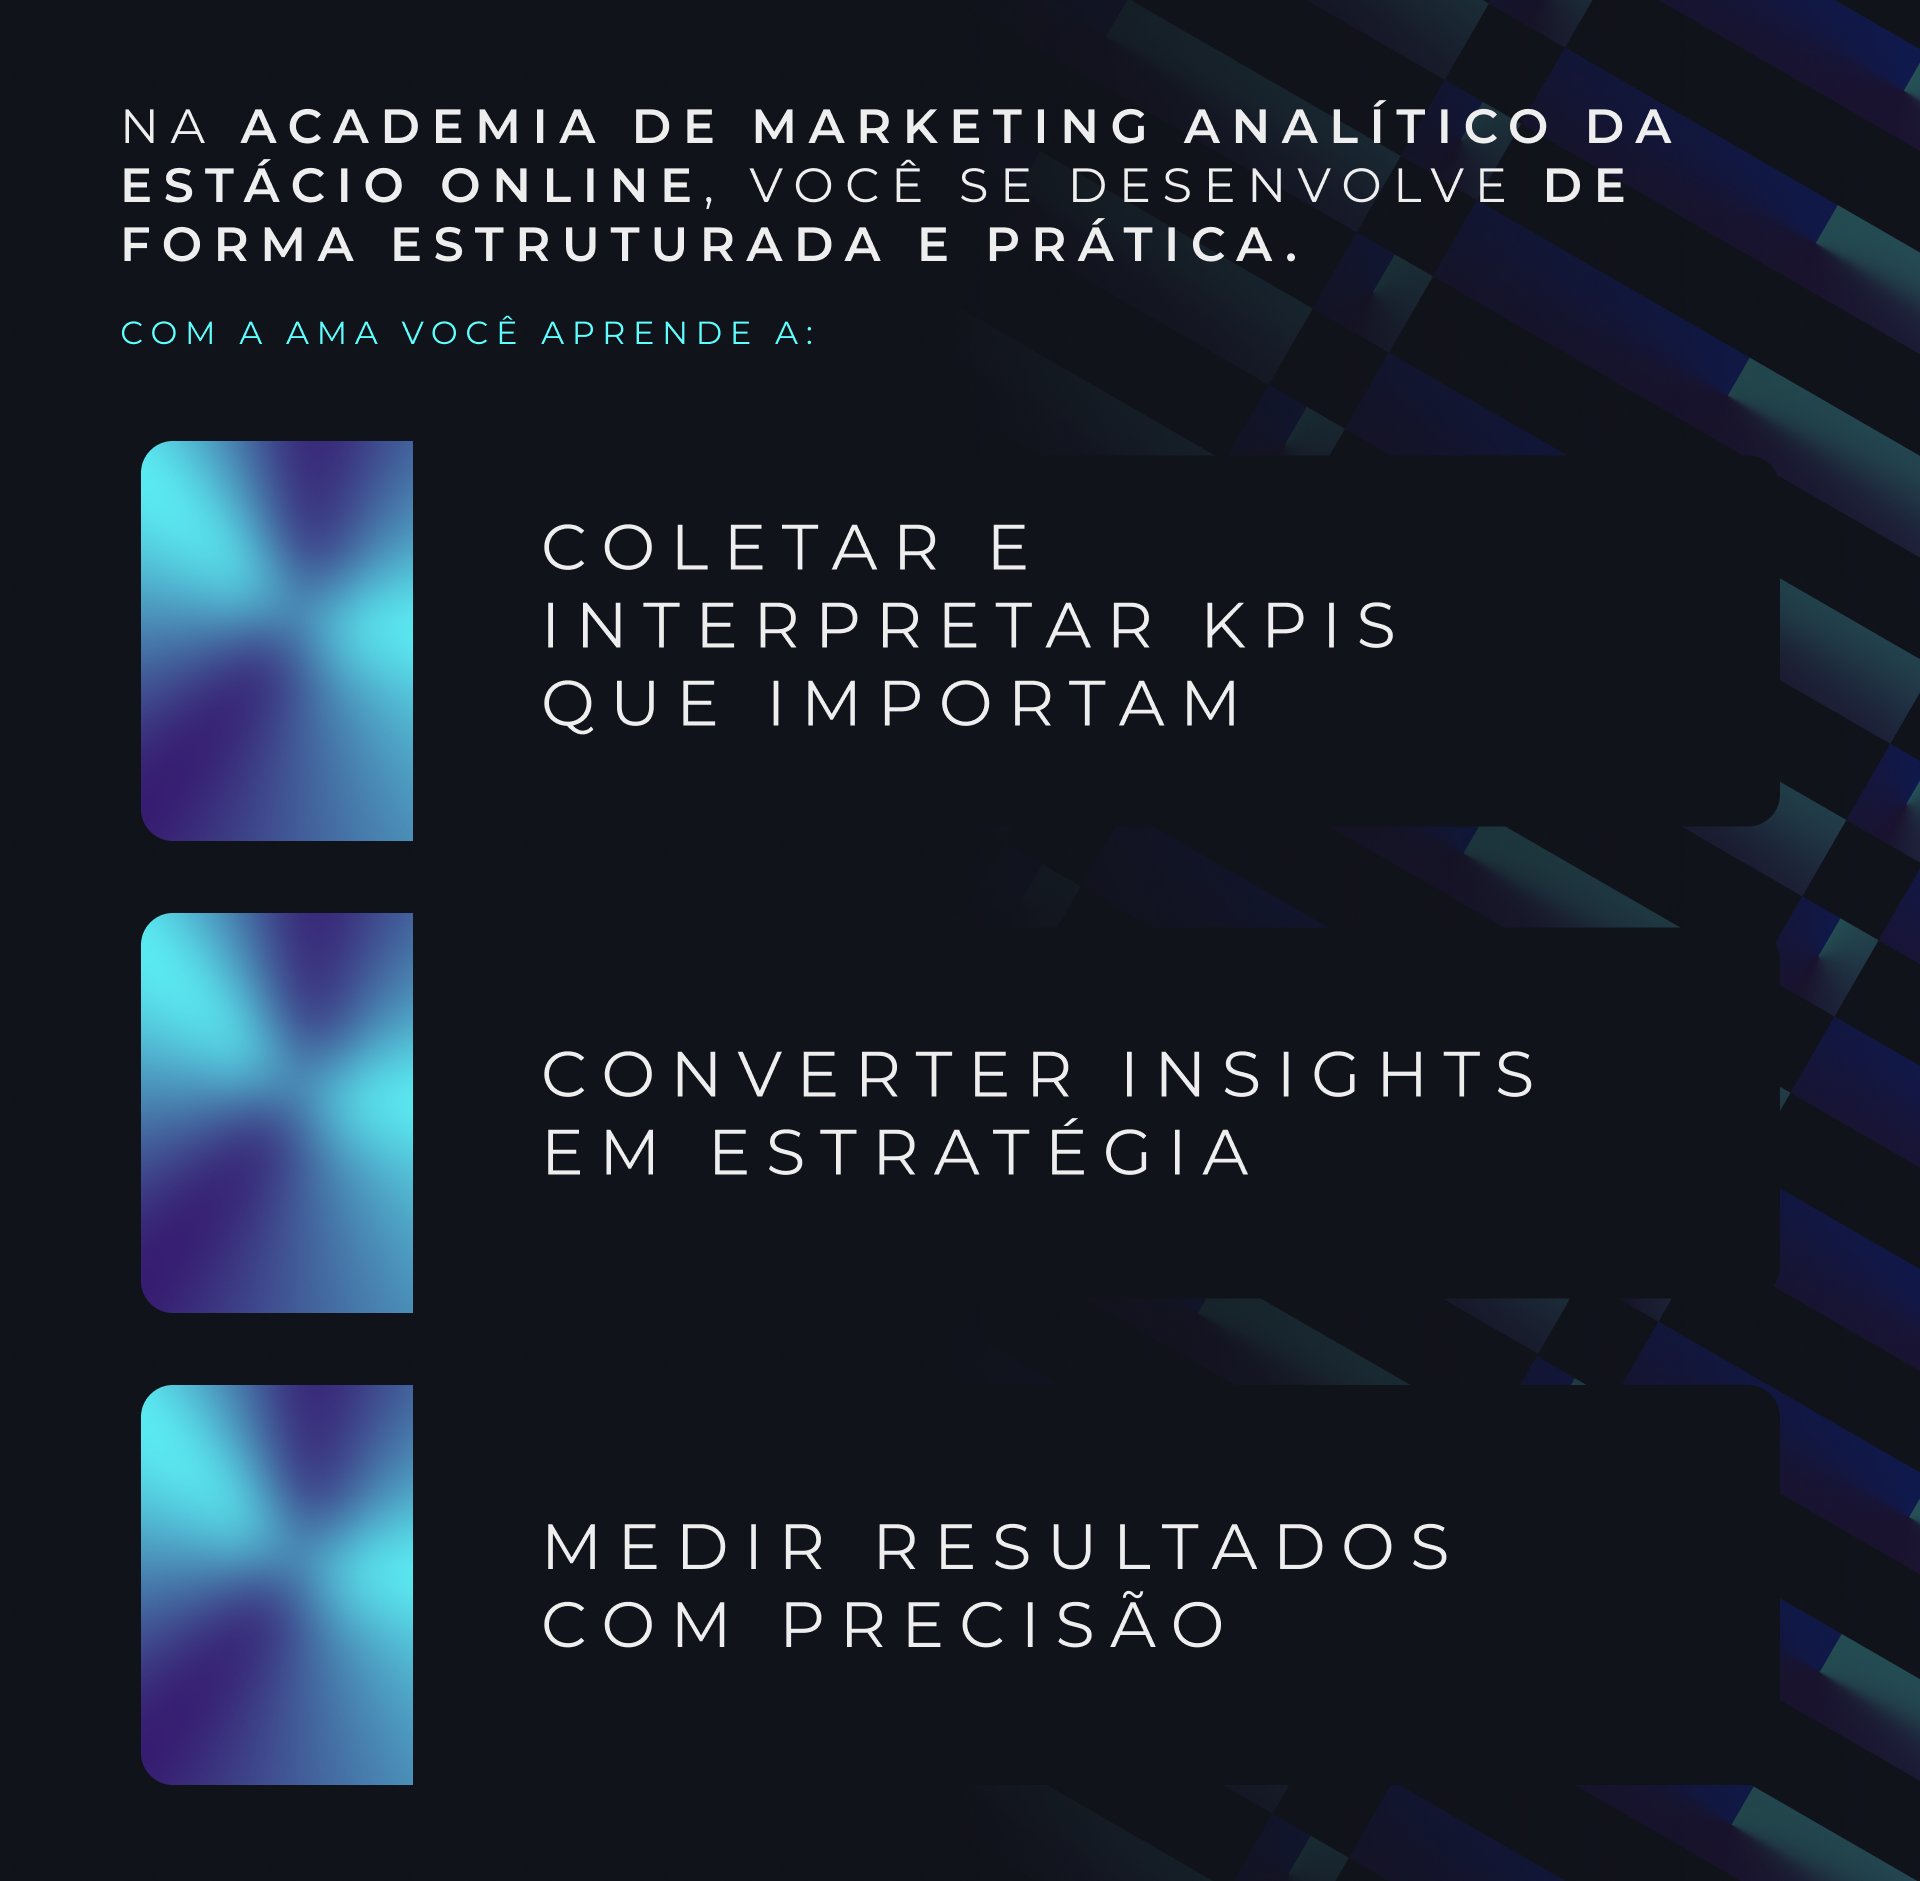 NA ACADEMIA DE MARKETING ANALÍTICO DA
ESTÁCIO ONLINE, VOCÊ SE DESENVOLVE DE
FORMA ESTRUTURADA E PRÁTICA.
COM A AMA VOCÊ APRENDE A:
COLETAR E
INTERPRETAR KPIS
QUE IMPORTAM
CONVERTER INSIGHTS
EM ESTRATÉGIA
MEDIR RESULTADOS
COM PRECISÃO